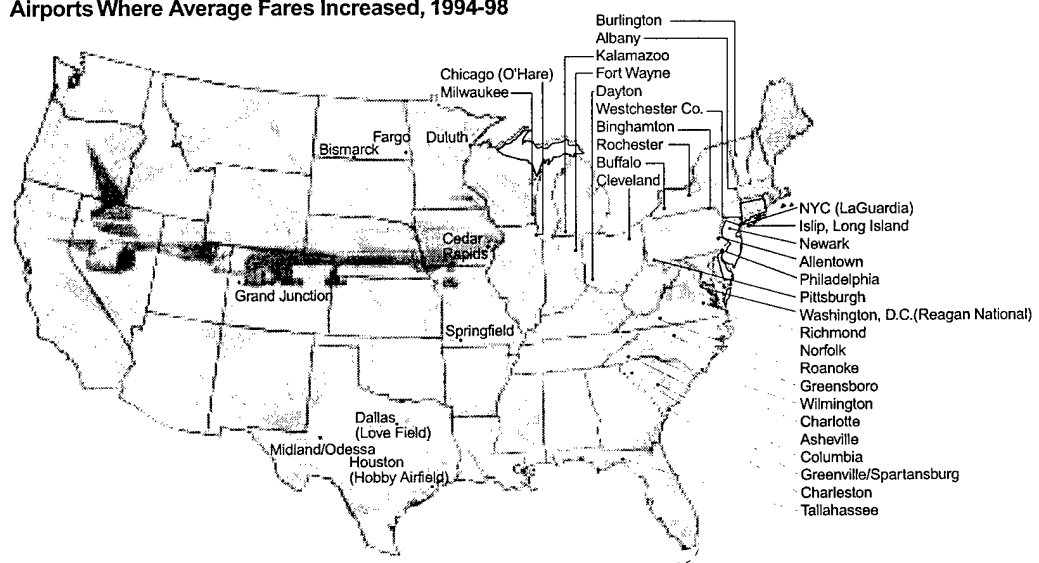 Airports Where Average Fares Increased, 1994-98
Burlington
Albany
Kalamazoo
Chicago (O'Hare)
Fort Wayne
Milwaukee
Dayton
Westchester Co.
Binghamton
Rochester
Buffalo
Cleveland
Fargo
Duluth
Bismarck
Cedar
Rapids
Grand Junction
Springfield
Dallas
(Love Field)
Midland/Odessa
Houston
(Hobby Airfield)
NYC (LaGuardia)
Islip, Long Island
Newark
Allentown
Philadelphia
Pittsburgh
Washington, D.C.(Reagan National)
Richmond
Norfolk
Roanoke
Greensboro
Wilmington
Charlotte
Asheville
Columbia
Greenville/Spartansburg
Charleston
Tallahassee